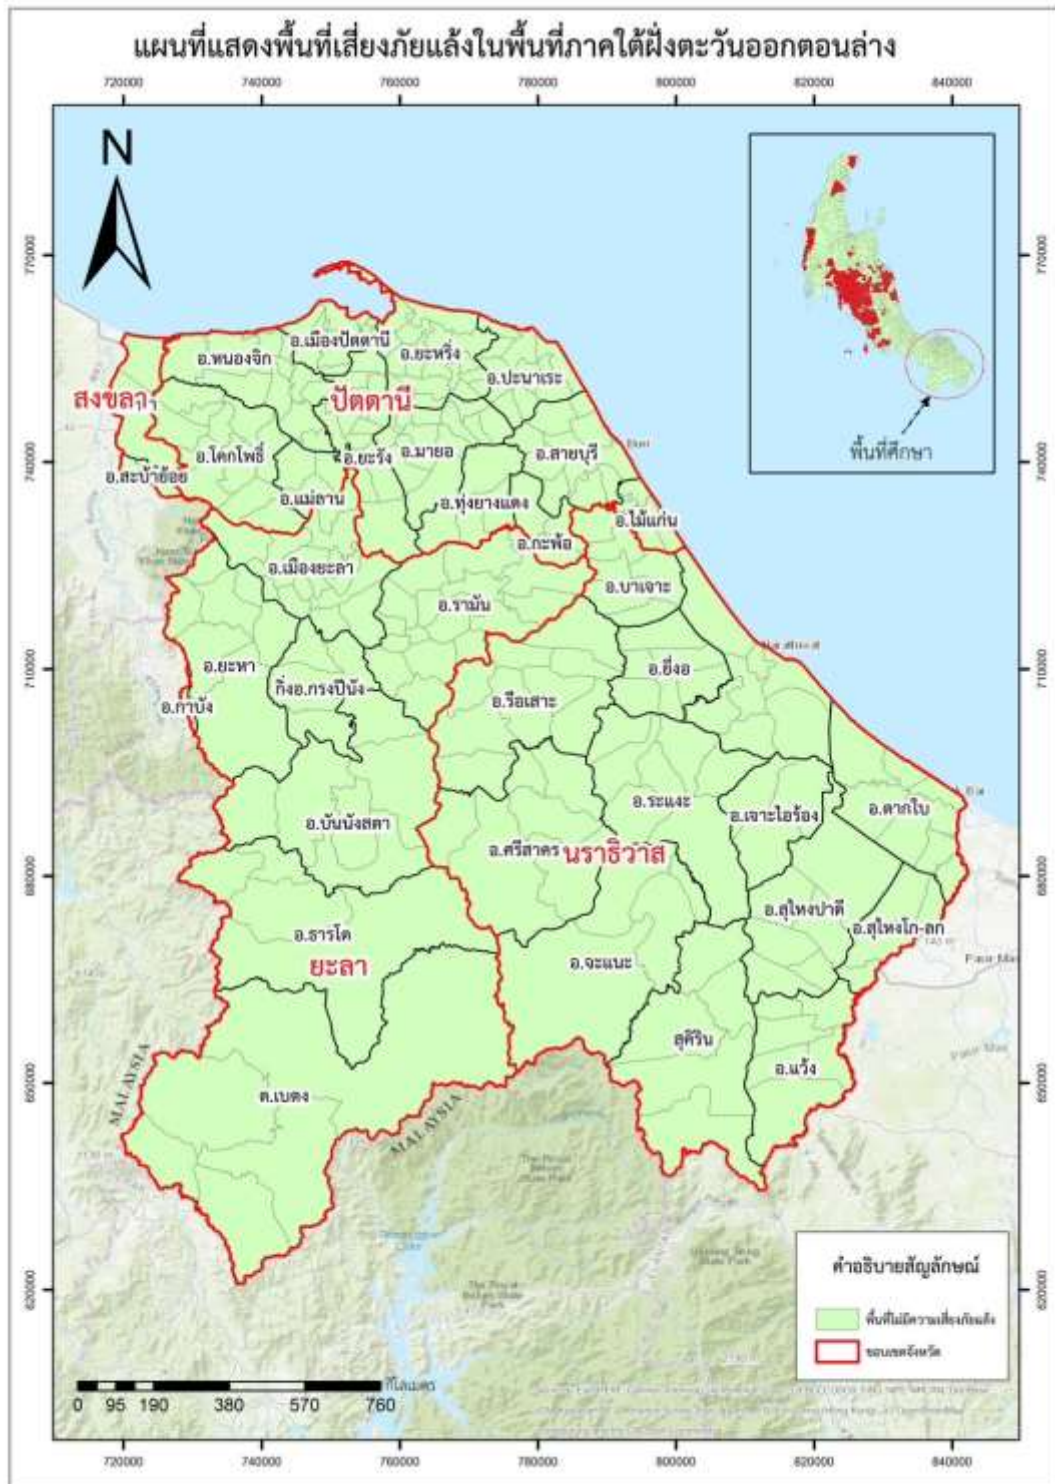 แผนที่แสดงพื้นที่เสี่ยงภัยแล้งในพื้นที่ภาคใต้ฝั่งตะวันออกตอนล่าง
720000 740000 760000 780000 800000 820000 840000
N
770000
770000
พื้นที่ศึกษา
อ.เมืองปัตตานี
อ.หนองจิก
อ.ยะหริ่ง
อ.ปะนาเระ
สงขลา
ปัตตานี
อ.โคกโพธิ์
อ.ยะรัง
อ.มายอ
อ.สายบุรี
740000
740000
อ.สะบ้าย้อย
อ.แม่ลาน
อ.ทุ่งยางแดง
อ.ไม้แก่น
อ.กะพ้อ
อ.เมืองยะลา
อ.บาเจาะ
อ.รามัน
Narathiwat
อ.ยะหา
อ.ยี่งอ
710000
710000
กิ่งอ.กรงปินัง
อ.กาบัง
อ.รือเสาะ
อ.ระแงะ
อ.ตากใบ
อ.เจาะไอร้อง
อ.บันนังสตา
อ.ศรีสาคร
นราธิวาส
680000
680000
อ.สุไหงปาดี
อ.สุไหงโก-ลก
อ.ธารโต
ยะลา
อ.จะแนะ
Pasir Mas
สุคิริน
อ.แว้ง
650000
650000
ต.เบตง
MALAYSIA
MALAYSIA
คำอธิบายสัญลักษณ์
620000
620000
พื้นที่ไม่มีความเสี่ยงภัยแล้ง
ขอบเขตจังหวัด
กิโลเมตร
0 95 190 380 570 760
720000 740000 760000 780000 800000 820000 840000